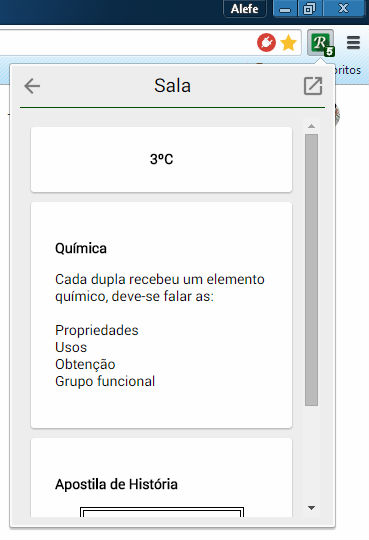 Alefe
R
5
oritos
Sala
3ºC
Química
Cada dupla recebeu um elemento
químico, deve-se falar as:
Propriedades
Usos
Obtenção
Grupo funcional
Apostila de História